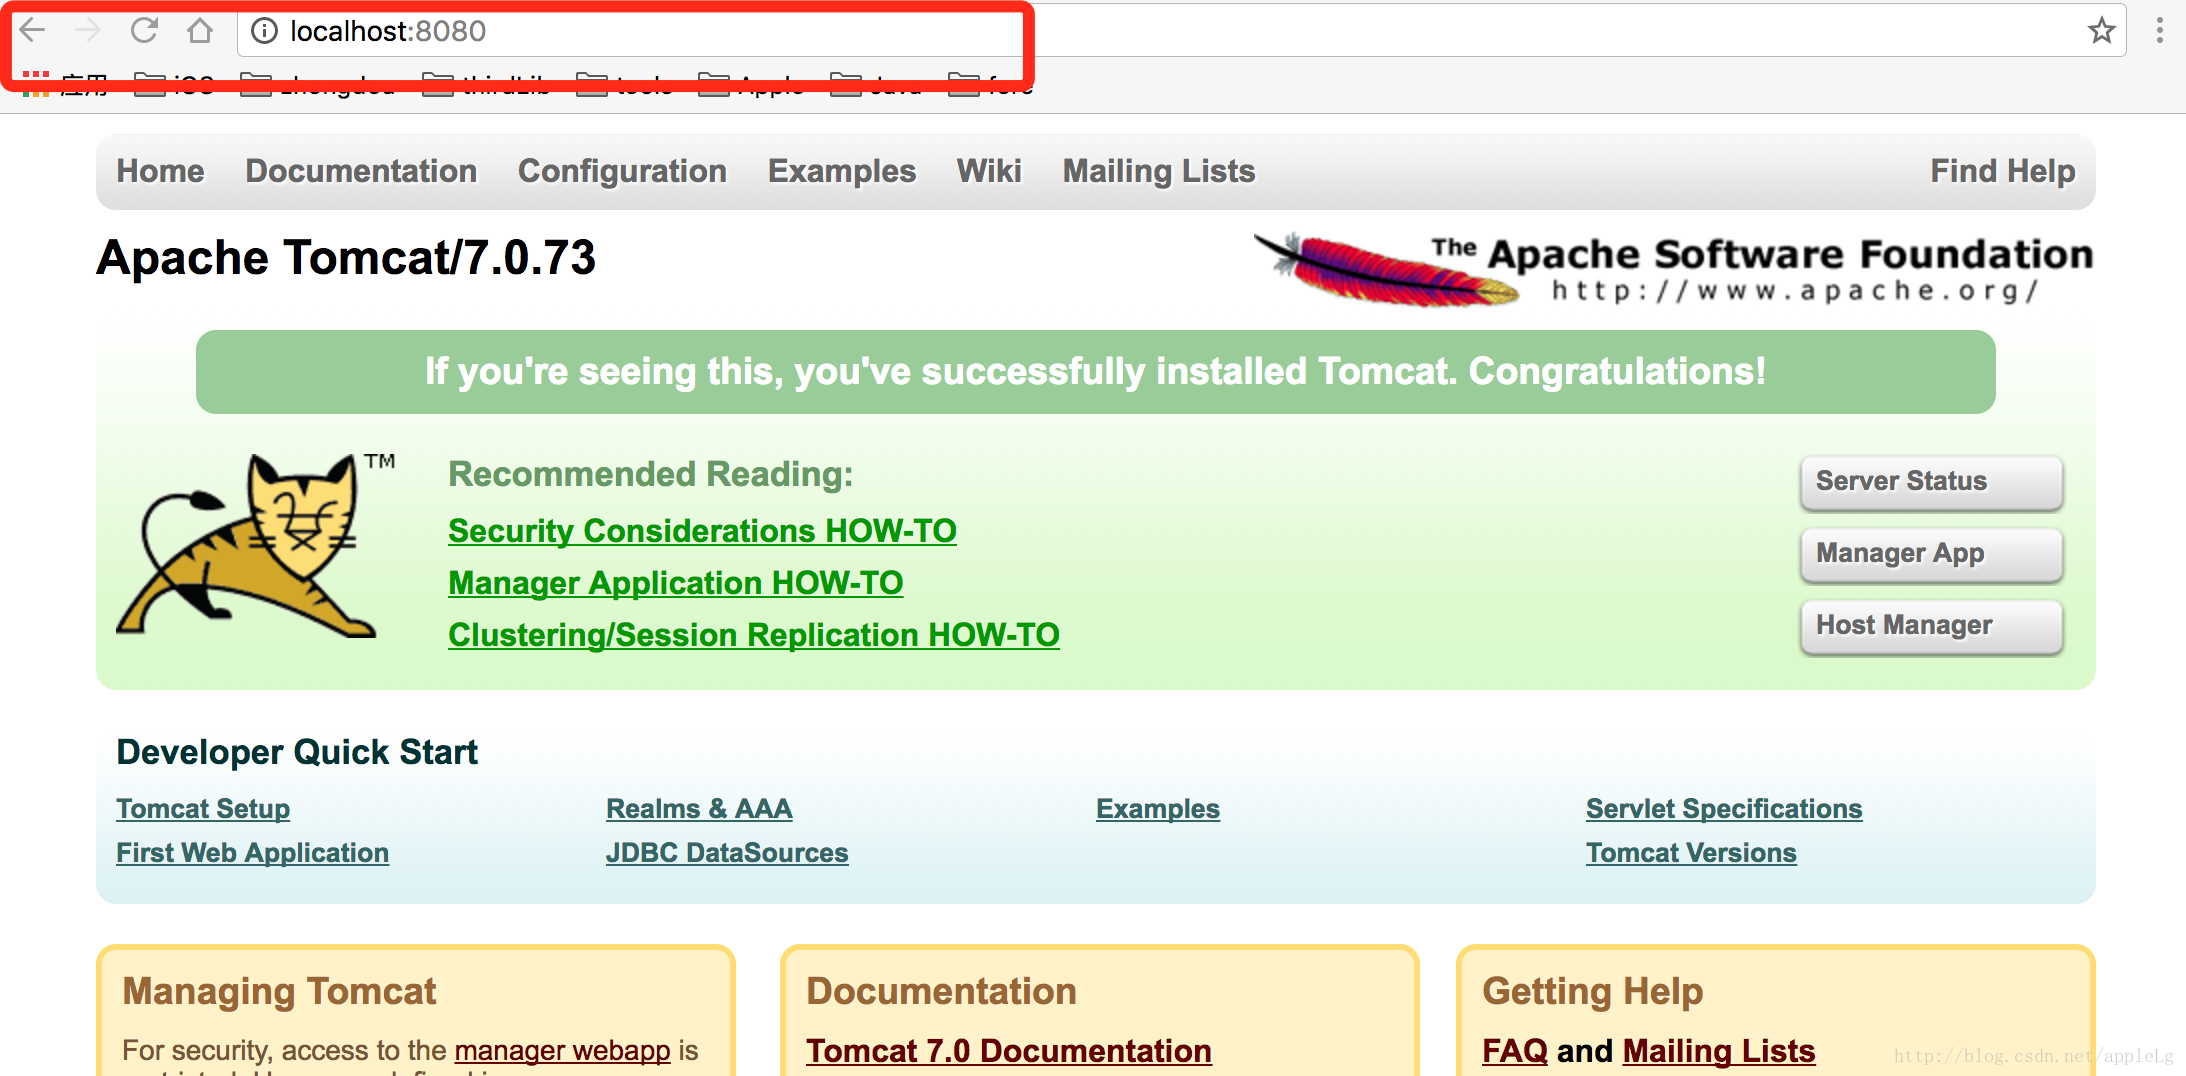 localhost:8080
应用 iOS zhongdou thirdLib tools Apple Java fore
Home Documentation Configuration Examples Wiki Mailing Lists Find Help
Apache Tomcat/7.0.73
The Apache Software Foundation
http://www.apache.org/
If you're seeing this, you've successfully installed Tomcat. Congratulations!
TM
Recommended Reading:
Security Considerations HOW-TO
Manager Application HOW-TO
Clustering/Session Replication HOW-TO
Server Status
Manager App
Host Manager
Developer Quick Start
Tomcat Setup
First Web Application
Realms & AAA
JDBC DataSources
Examples
Servlet Specifications
Tomcat Versions
Managing Tomcat
For security, access to the manager webapp is
Documentation
Tomcat 7.0 Documentation
Getting Help
FAQ and Mailing Lists
http://blog.csdn.net/appleLg